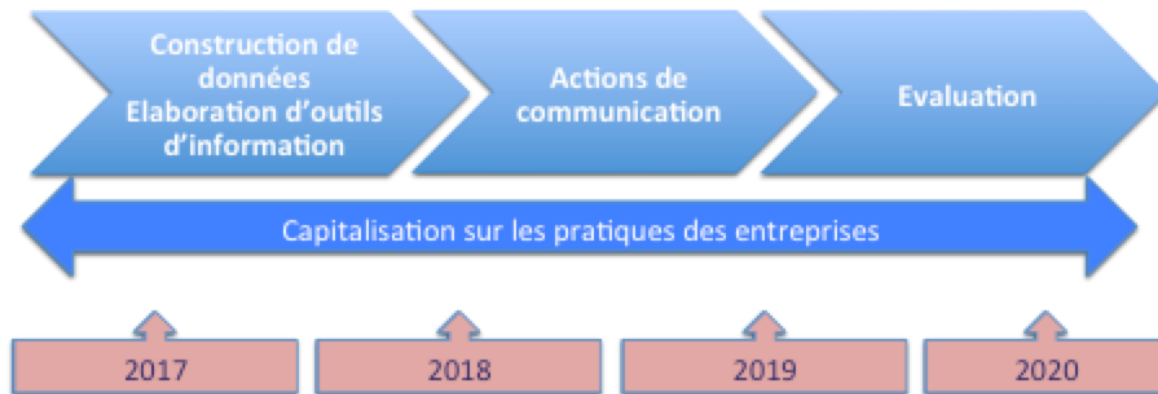 Construction de
données
Elaboration d'outils
d'information
Actions de
communication
Evaluation
Capitalisation sur les pratiques des entreprises
2017
2018
2019
2020